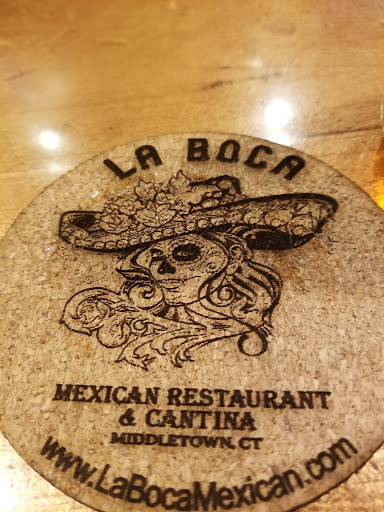 LA BOCA
MEXICAN RESTAURANT
& CANTINA
MIDDLETOWN, CT
www.LaBocaMexican.com